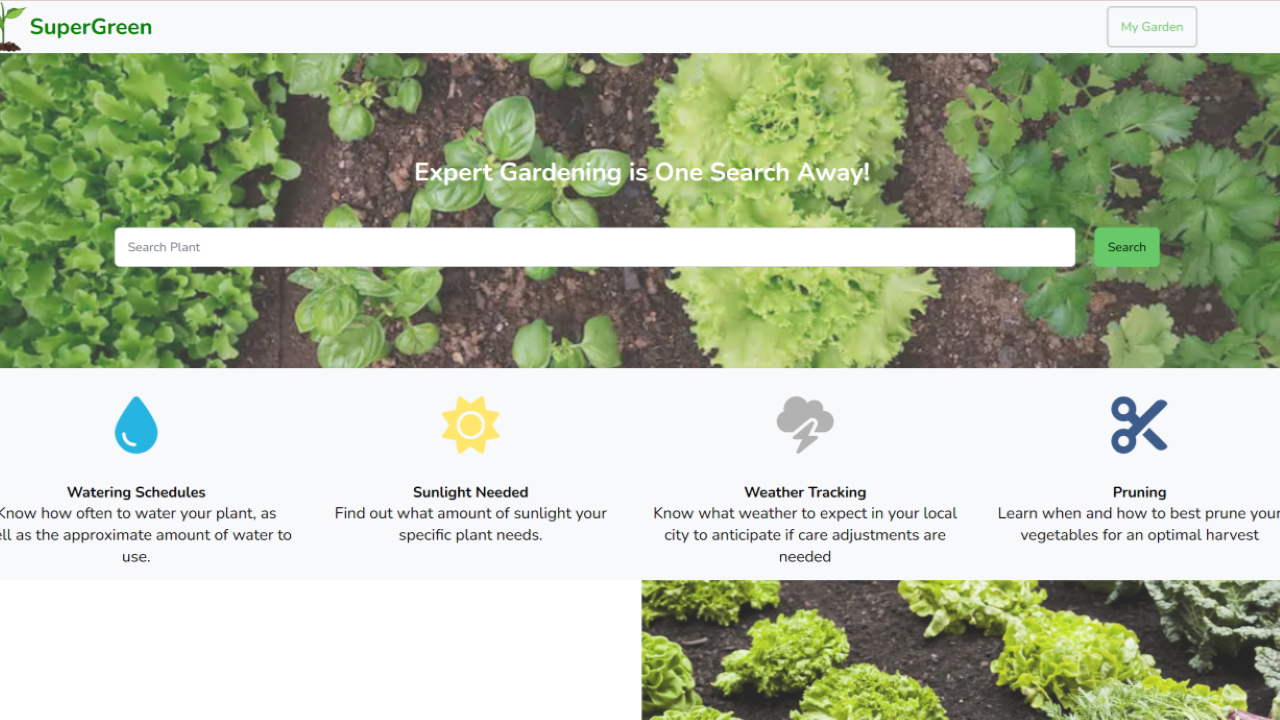 SuperGreen
My Garden
Expert Gardening is One Search Away!
Search Plant
Search
Watering Schedules
Know how often to water your plant, as
ell as the approximate amount of water to
use.
Sunlight Needed
Find out what amount of sunlight your
specific plant needs.
Weather Tracking
Know what weather to expect in your local
city to anticipate if care adjustments are
needed
Pruning
Learn when and how to best prune your
vegetables for an optimal harvest